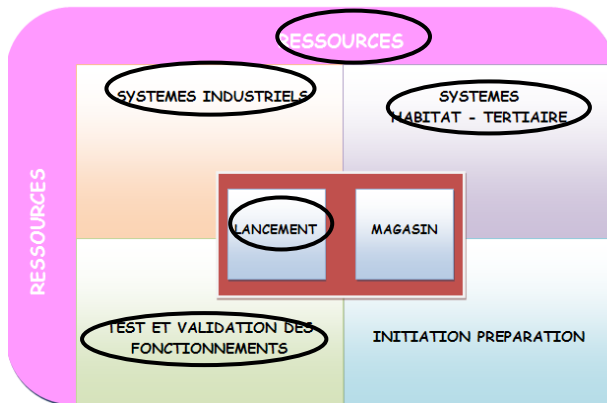 RESSOURCES
SYSTEMES INDUSTRIELS
SYSTEMES
HABITAT - TERTIAIRE
RESSOURCES
LANCEMENT
MAGASIN
TEST ET VALIDATION DES
FONCTIONNEMENTS
INITIATION PREPARATION